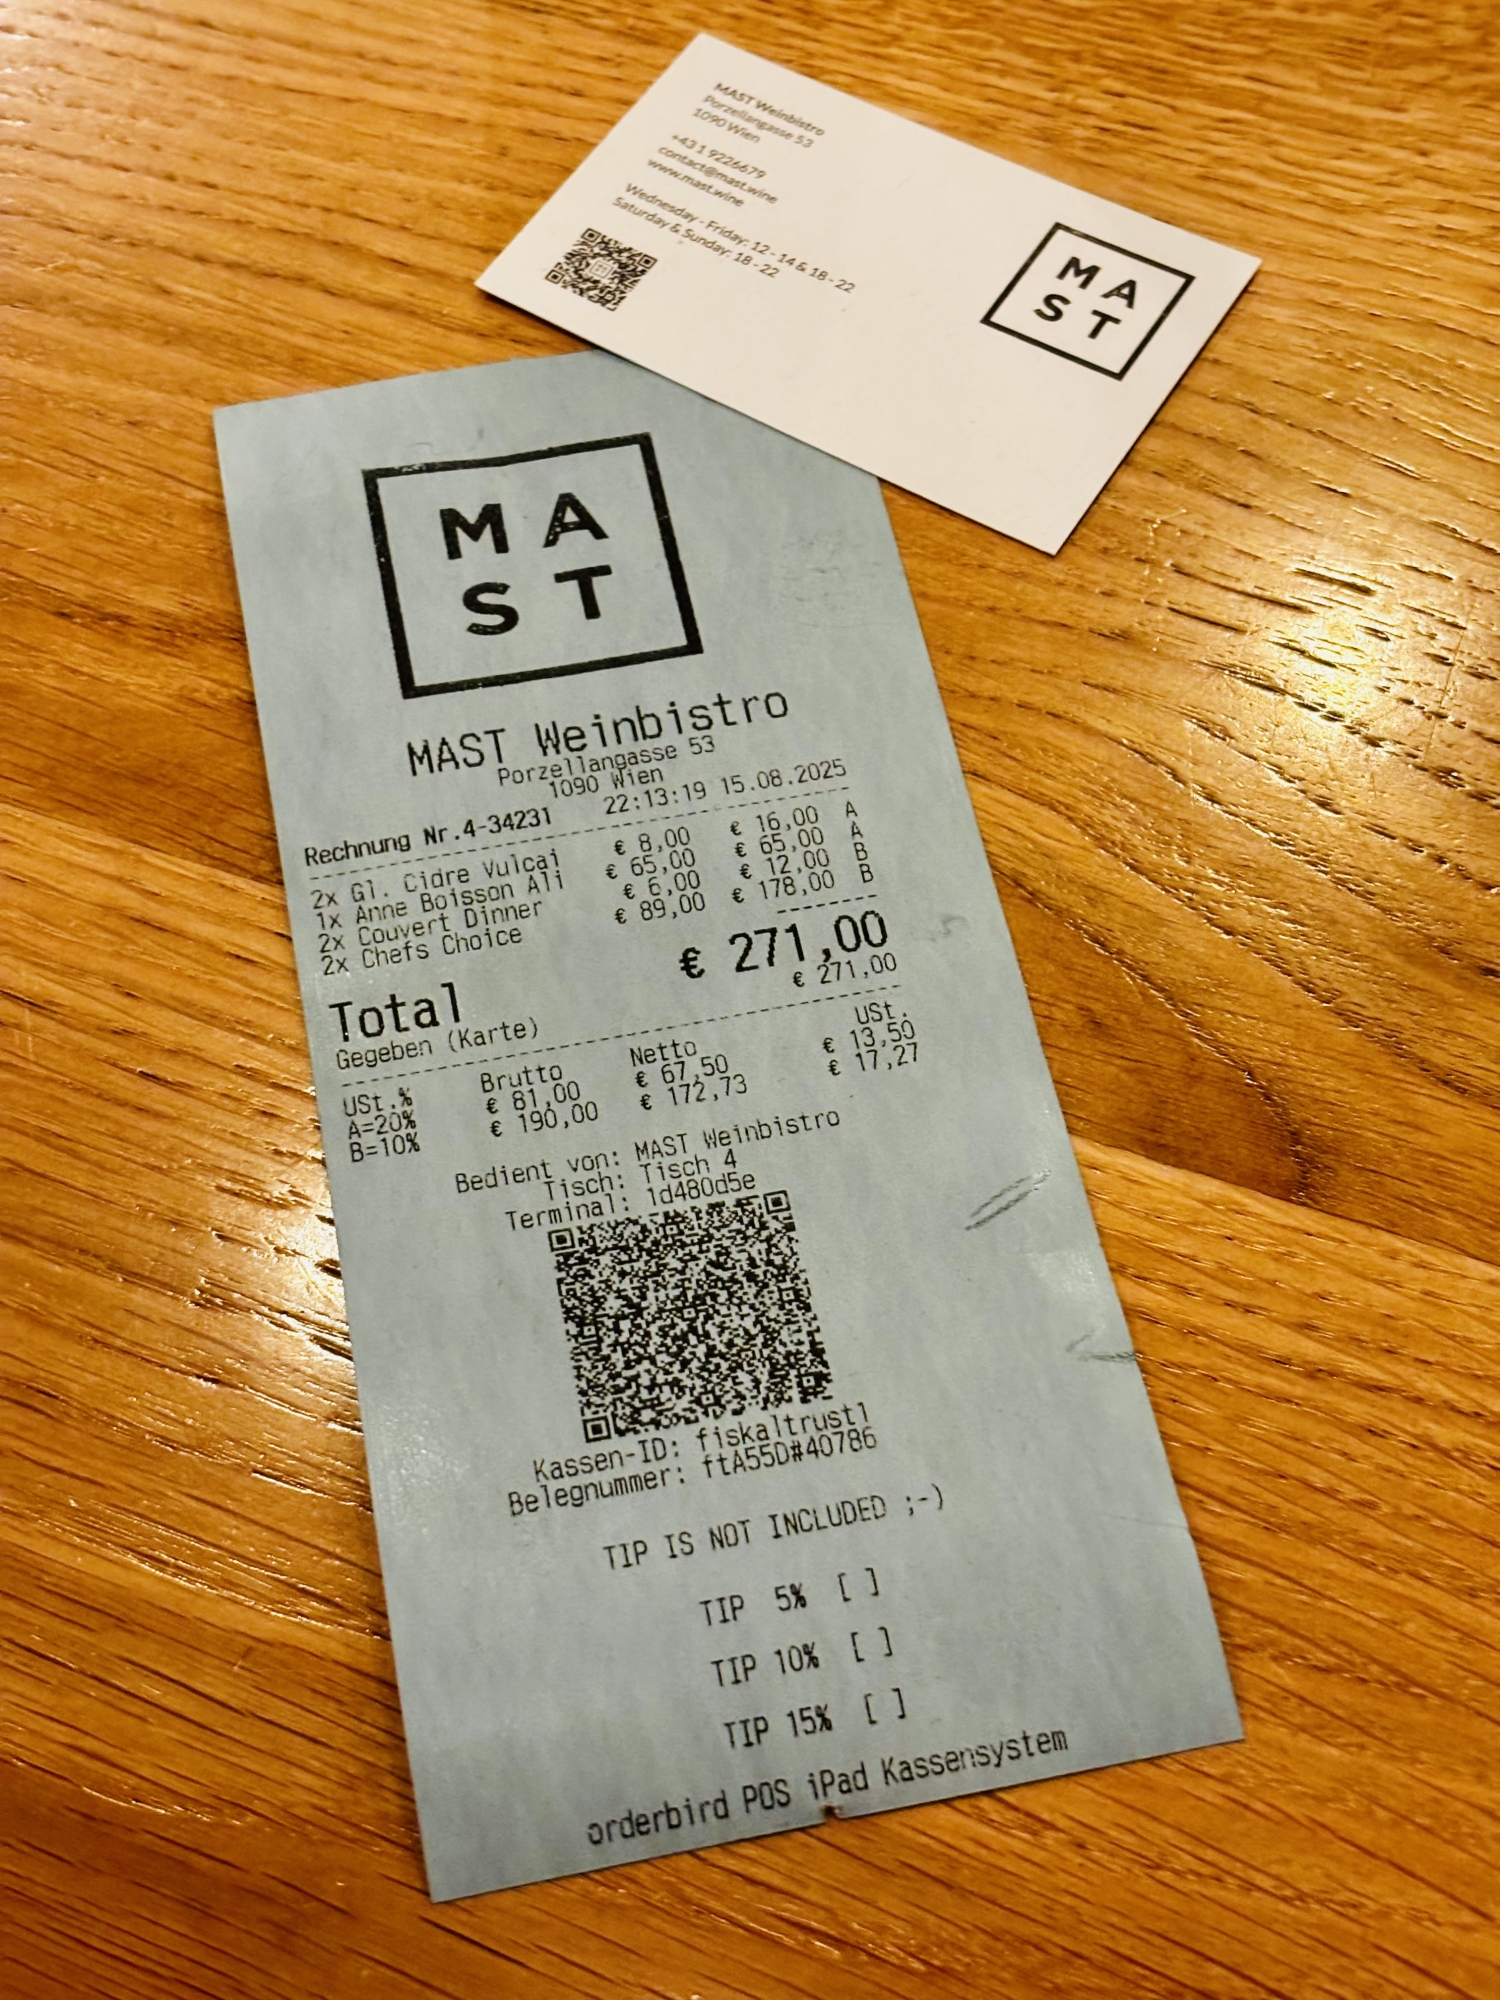 MAST Weinbistro
Porzellangasse 53
1090 Wien
+43 1 9226679
contact@mast.wine
www.mast.wine
Wednesday - Friday: 12 - 14 & 18 - 22
Saturday & Sunday: 18 - 22
M A
S T
M A
S T
MAST Weinbistro
Porzellangasse 53
1090 Wien
Rechnung Nr.4-34231 22:13:19 15.08.2025
2x Gl. Cidre Vulcai € 8,00 € 16,00 A
1x Anne Boisson Ali € 65,00 € 65,00 A
2x Couvert Dinner € 6,00 € 12,00 B
2x Chefs Choice € 89,00 € 178,00 B
Total € 271,00
Gegeben (Karte) € 271,00
USt.% Brutto Netto USt.
A=20% € 81,00 € 67,50 € 13,50
B=10% € 190,00 € 172,73 € 17,27
Bedient von: MAST Weinbistro
Tisch: Tisch 4
Terminal: 1d480d5e
Kassen-ID: fiskaltrust1
Belegnummer: ftA55D#40786
TIP IS NOT INCLUDED ;-)
TIP 5% [ ]
TIP 10% [ ]
TIP 15% [ ]
orderbird POS iPad Kassensystem